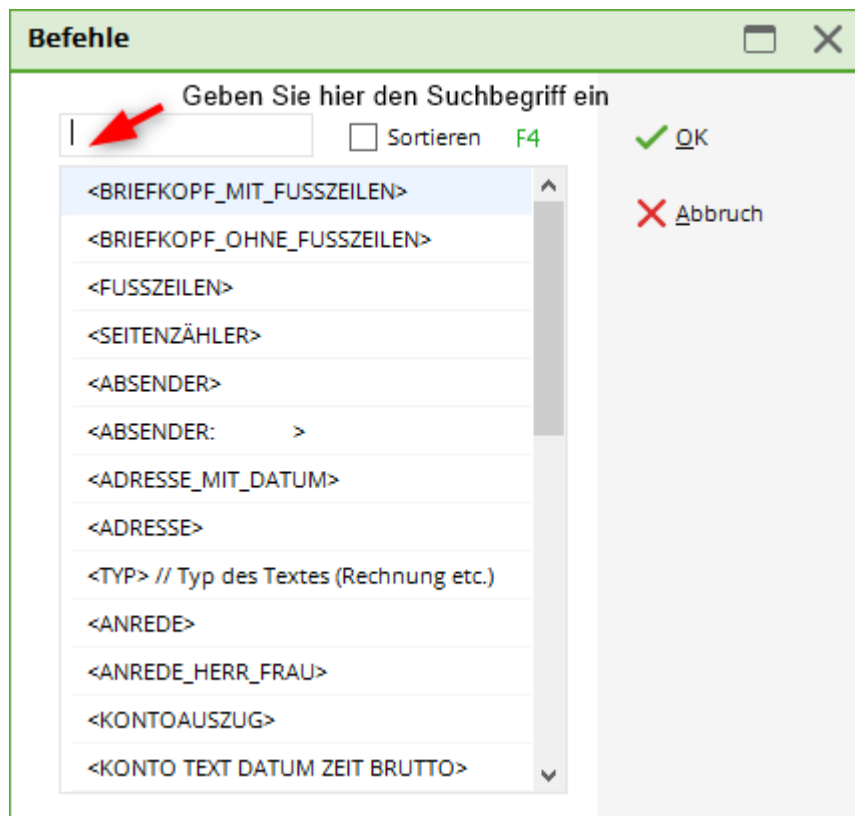 Befehle
Geben Sie hier den Suchbegriff ein
Sortieren F4
OK
Abbruch
<BRIEFKOPF_MIT_FUSSZEILEN>
<BRIEFKOPF_OHNE_FUSSZEILEN>
<FUSSZEILEN>
<SEITENZÄHLER>
<ABSENDER>
<ABSENDER: >
<ADRESSE_MIT_DATUM>
<ADRESSE>
<TYP> // Typ des Textes (Rechnung etc.)
<ANREDE>
<ANREDE_HERR_FRAU>
<KONTOAUSZUG>
<KONTO TEXT DATUM ZEIT BRUTTO>